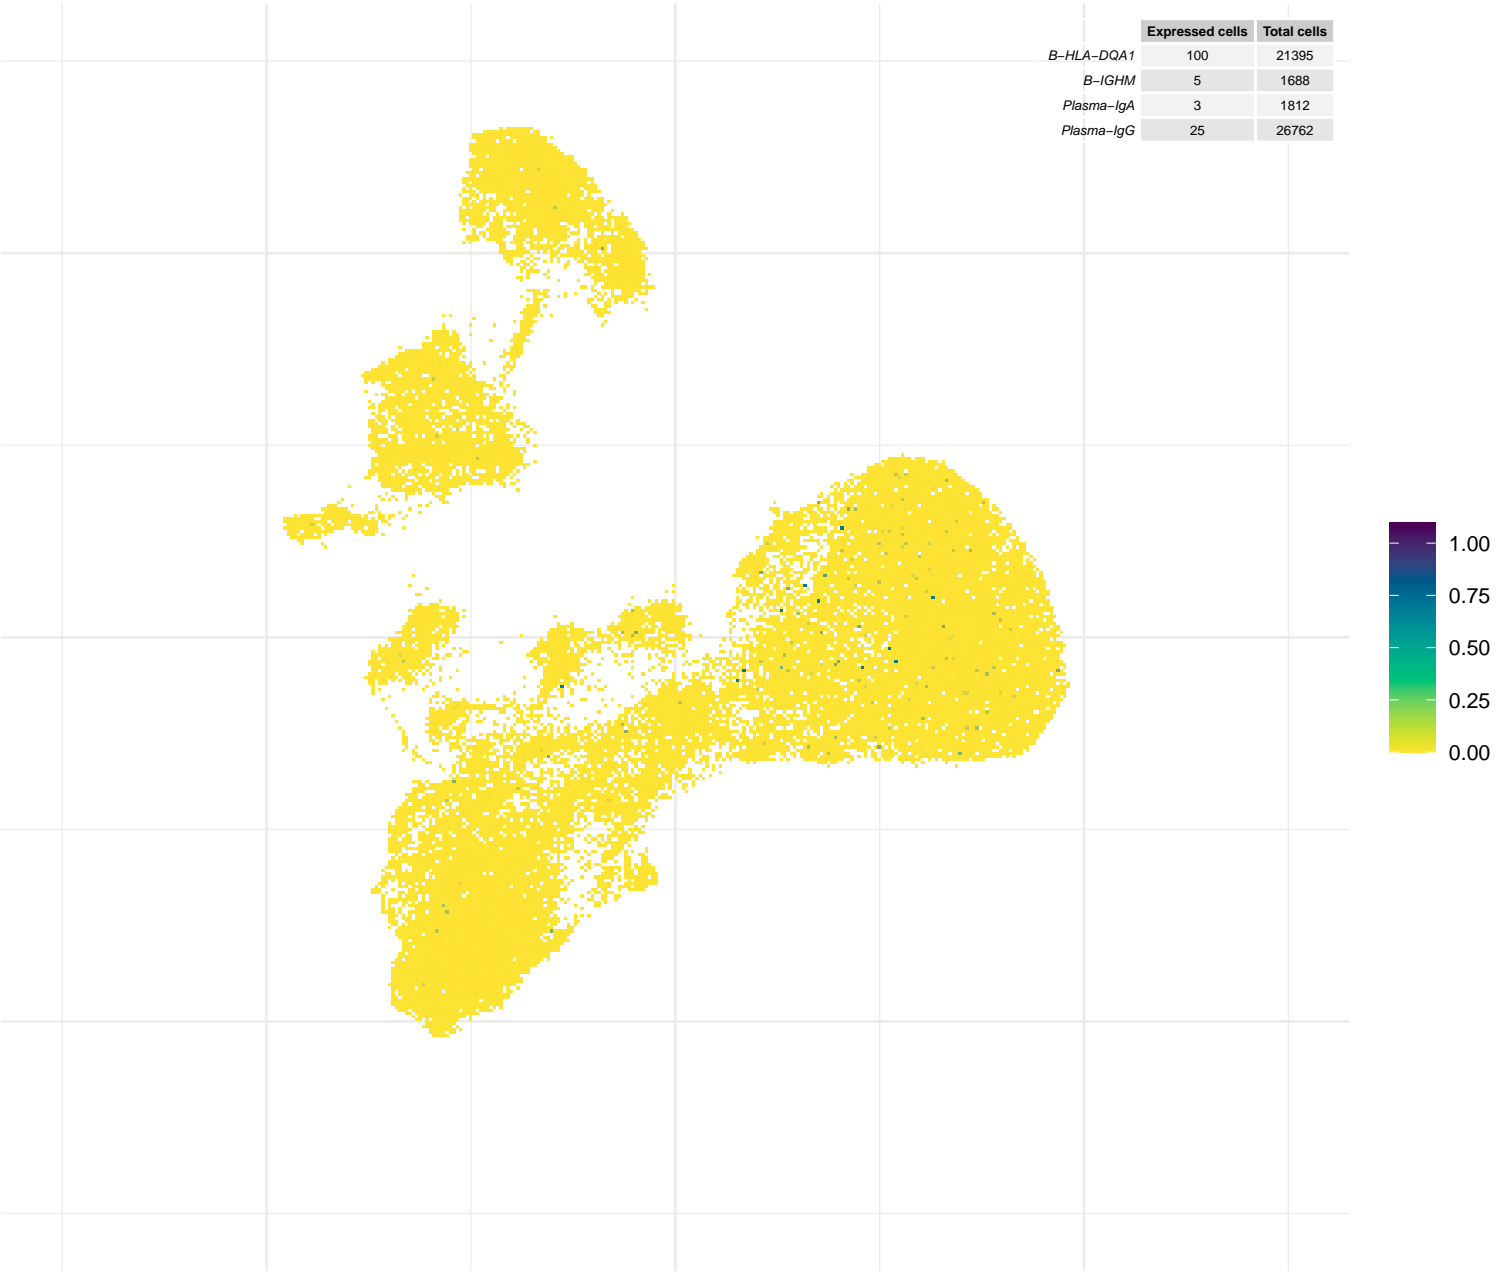 Expressed cells Total cells
B-HLA-DQA1 100 21395
B-IGHM 5 1688
Plasma-IgA 3 1812
Plasma-IgG 25 26762
1.00
0.75
0.50
0.25
0.00